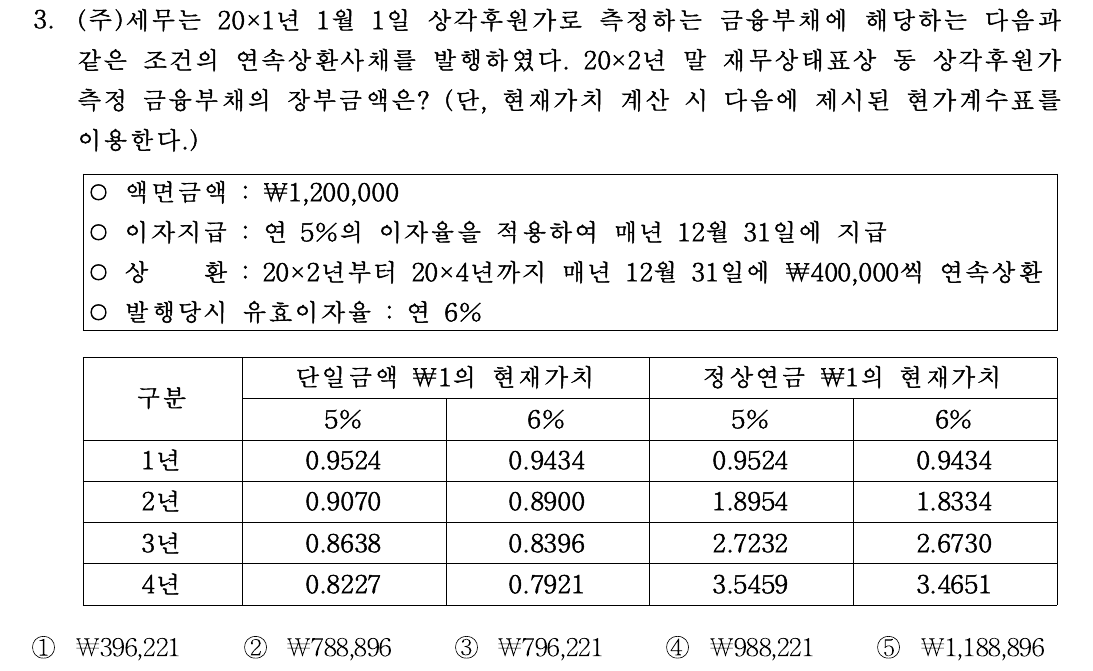 3. (주)세무는 20×1년 1월 1일 상각후원가로 측정하는 금융부채에 해당하는 다음과
같은 조건의 연속상환사채를 발행하였다. 20×2년 말 재무상태표상 동 상각후원가
측정 금융부채의 장부금액은? (단, 현재가치 계산 시 다음에 제시된 현가계수표를
이용한다.)
○ 액면금액 : ₩1,200,000
○ 이자지급 : 연 5%의 이자율을 적용하여 매년 12월 31일에 지급
○ 상 환 : 20×2년부터 20×4년까지 매년 12월 31일에 ₩400,000씩 연속상환
○ 발행당시 유효이자율 : 연 6%
구분 단일금액 ₩1의 현재가치 정상연금 ₩1의 현재가치
5% 6% 5% 6%
1년 0.9524 0.9434 0.9524 0.9434
2년 0.9070 0.8900 1.8954 1.8334
3년 0.8638 0.8396 2.7232 2.6730
4년 0.8227 0.7921 3.5459 3.4651
① ₩396,221 ② ₩788,896 ③ ₩796,221 ④ ₩988,221 ⑤ ₩1,188,896